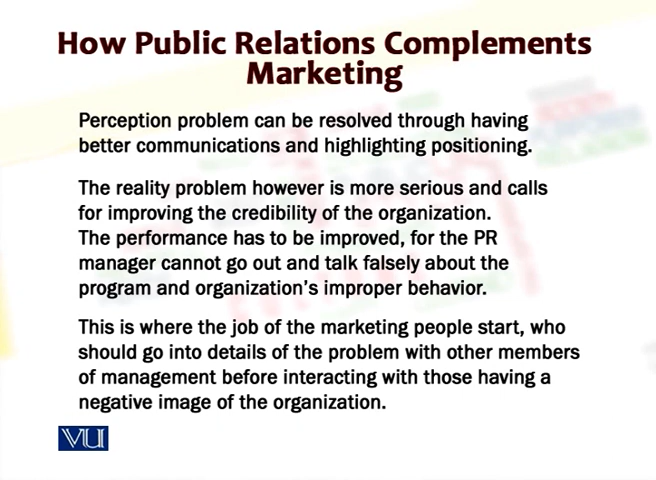 How Public Relations Complements
Marketing
Perception problem can be resolved through having
better communications and highlighting positioning.
The reality problem however is more serious and calls
for improving the credibility of the organization.
The performance has to be improved, for the PR
manager cannot go out and talk falsely about the
program and organization's improper behavior.
This is where the job of the marketing people start, who
should go into details of the problem with other members
of management before interacting with those having a
negative image of the organization.
VU